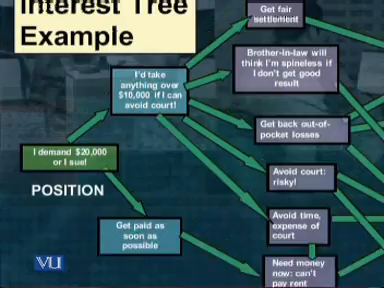 Interest Tree
Example
Get fair
settlement
Brother-in-law will
think I'm spineless if
I don't get good
result
I'd take
anything over
$10,000 if I can
avoid court!
Get back out-of-
pocket losses
I demand $20,000
or I sue!
POSITION
Avoid court:
risky!
Avoid time,
expense of
court
Get paid as
soon as
possible
Need money
now: can't
pay rent
VU